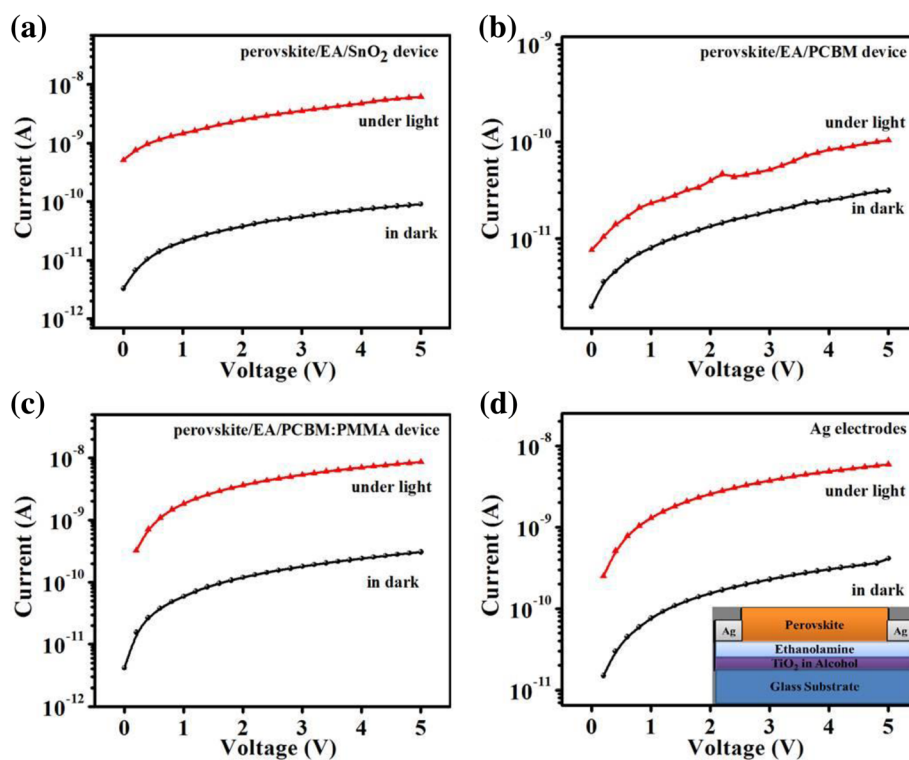 (a)
perovskite/EA/SnO₂ device
under light
in dark
10⁻⁸
10⁻⁹
10⁻¹⁰
10⁻¹¹
10⁻¹²
Current (A)
0 1 2 3 4 5
Voltage (V)
(b)
perovskite/EA/PCBM device
under light
in dark
10⁻⁹
10⁻¹⁰
10⁻¹¹
Current (A)
0 1 2 3 4 5
Voltage (V)
(c)
perovskite/EA/PCBM:PMMA device
under light
in dark
10⁻⁸
10⁻⁹
10⁻¹⁰
10⁻¹¹
10⁻¹²
Current (A)
0 1 2 3 4 5
Voltage (V)
(d)
Ag electrodes
under light
in dark
10⁻⁸
10⁻⁹
10⁻¹⁰
10⁻¹¹
Current (A)
Ag Perovskite Ag
Ethanolamine
TiO₂ in Alcohol
Glass Substrate
0 1 2 3 4 5
Voltage (V)